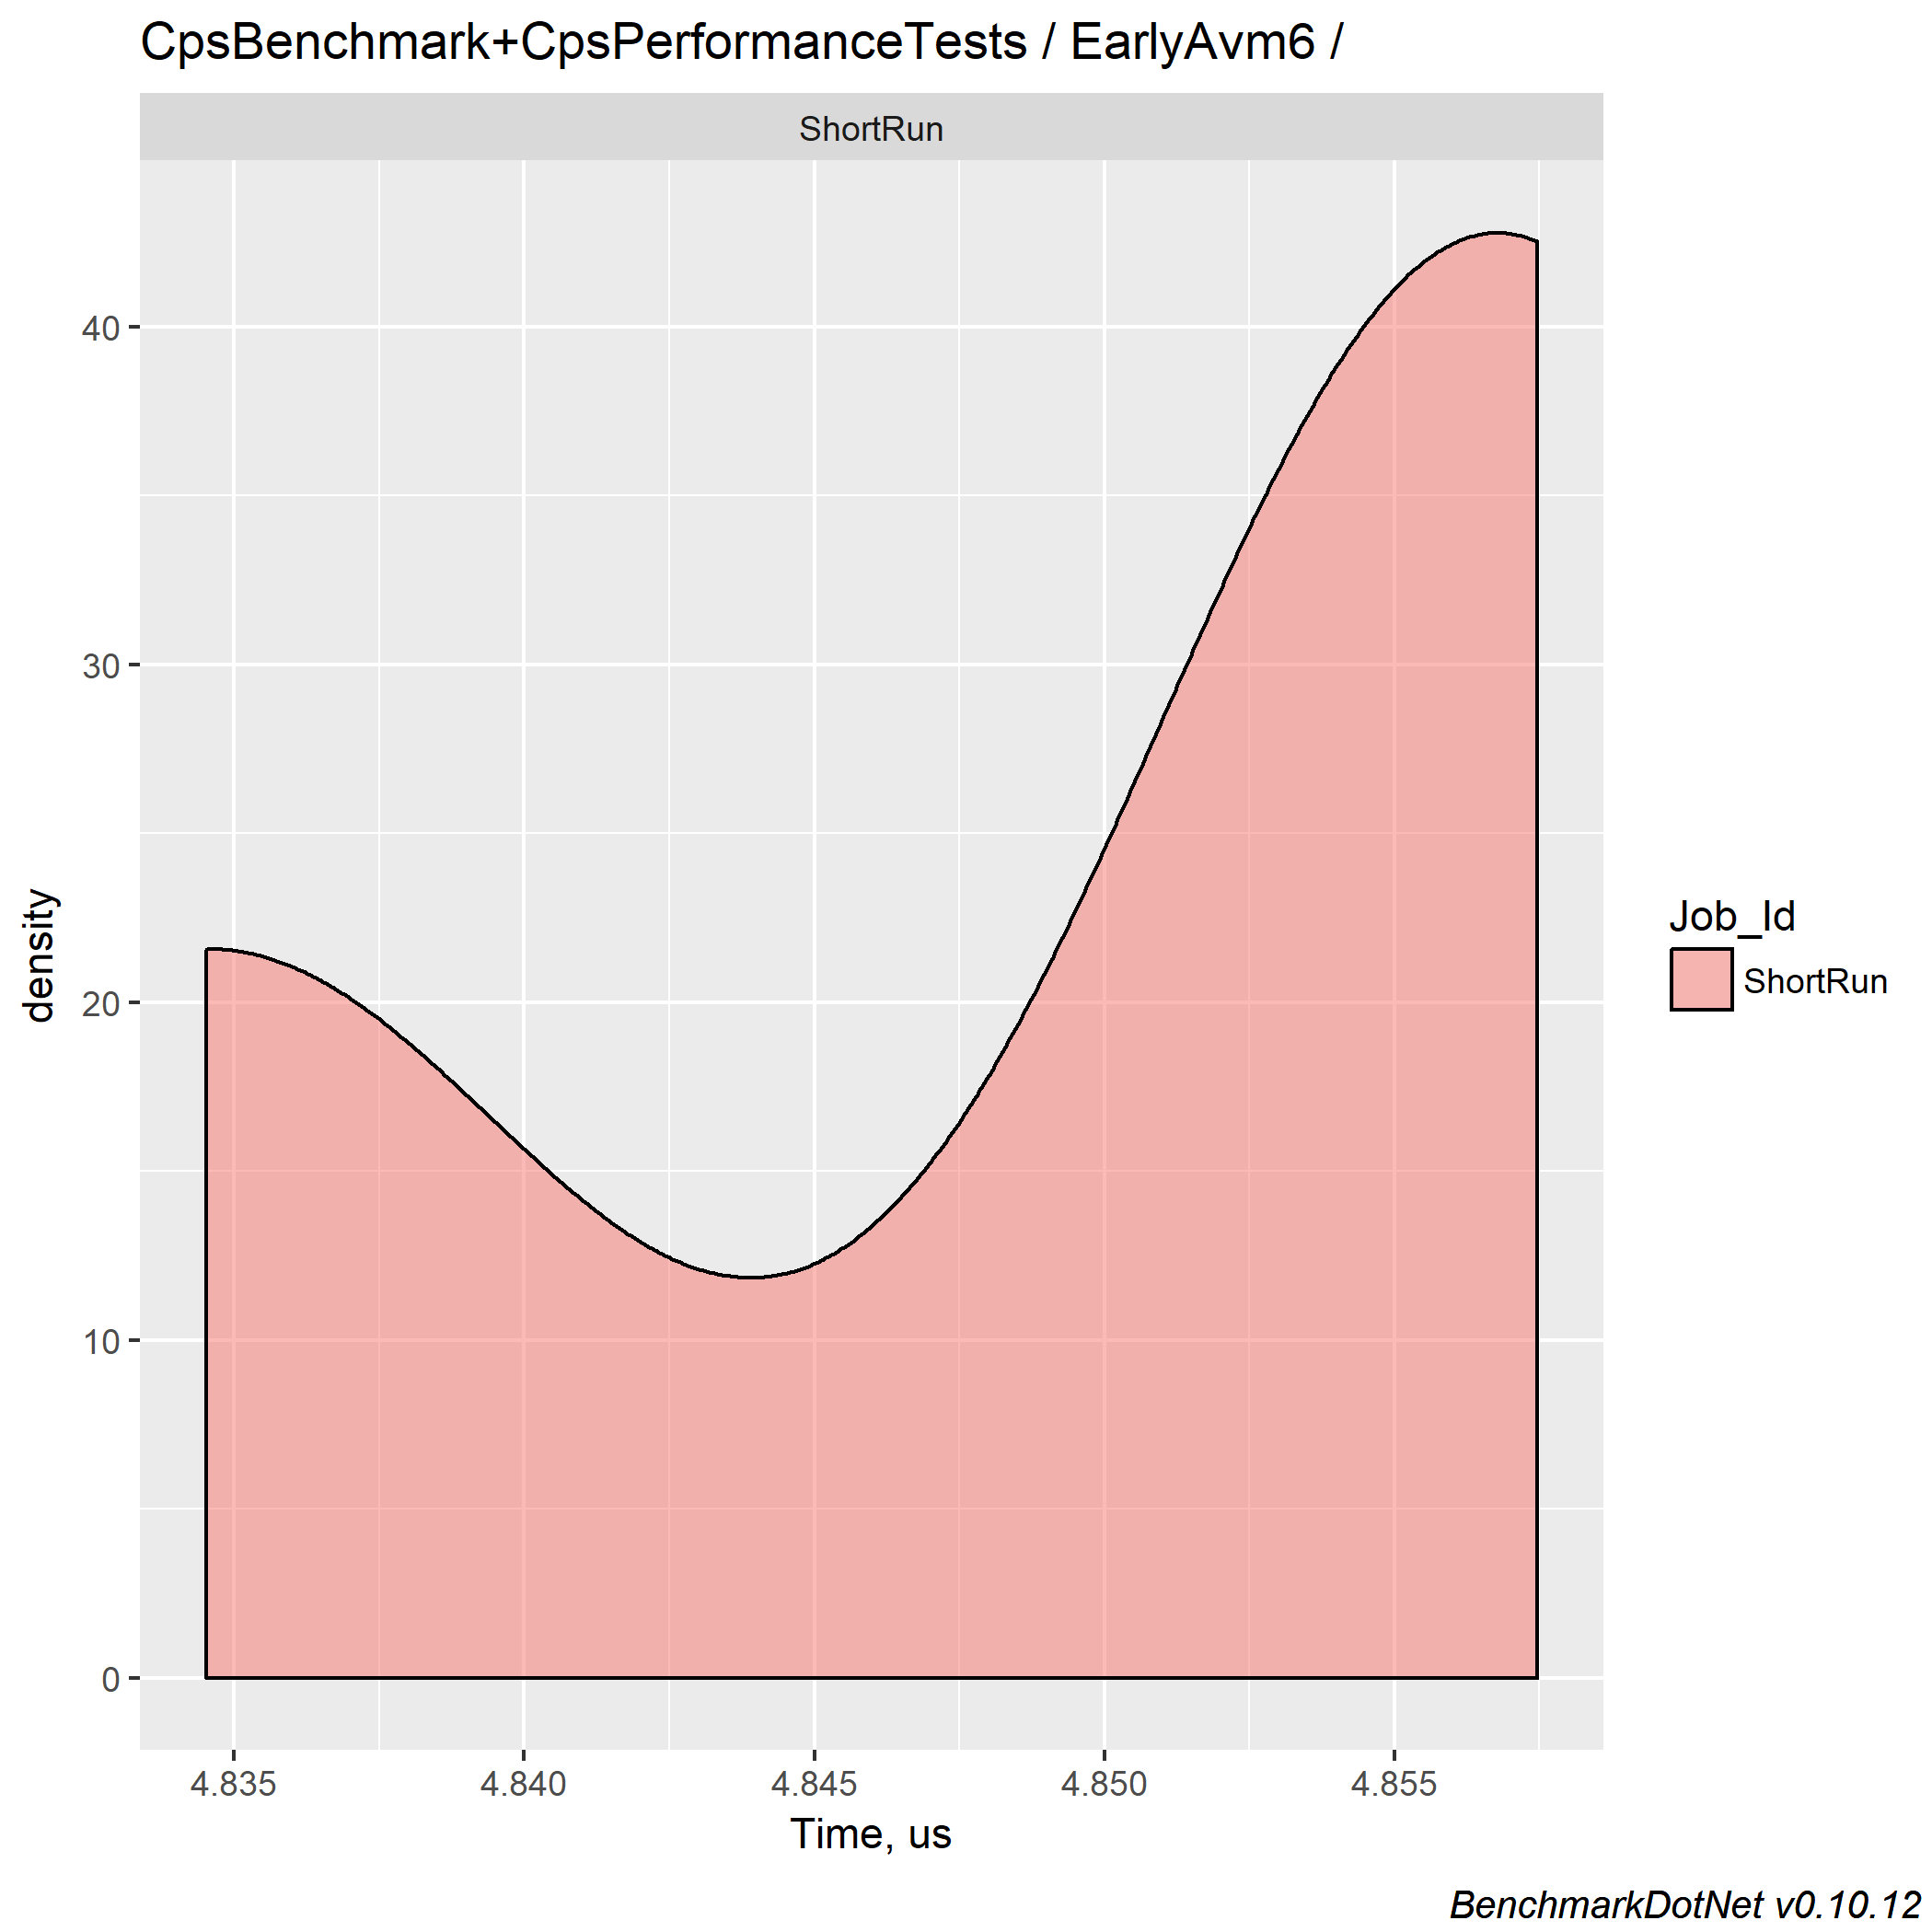 CpsBenchmark+CpsPerformanceTests / EarlyAvm6 /
ShortRun
40
30
20
10
0
density
4.835 4.840 4.845 4.850 4.855
Time, us
Job_Id
ShortRun
BenchmarkDotNet v0.10.12